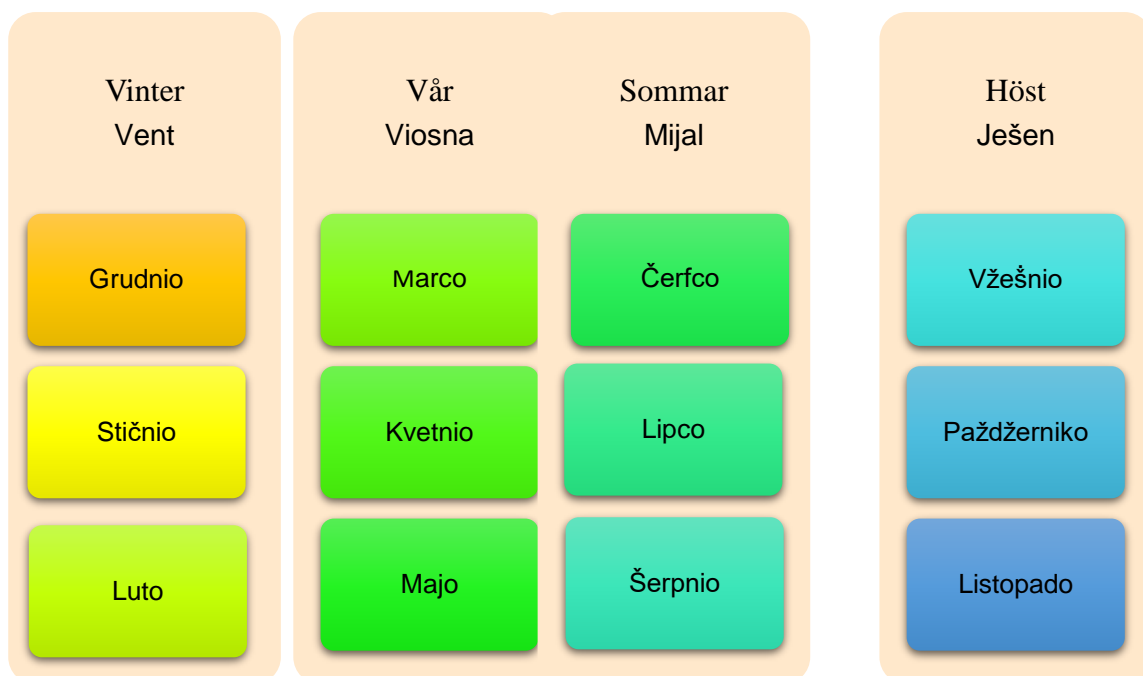 Vinter
Vent
Grudnio
Stičnio
Luto
Vår
Viosna
Marco
Kvetnio
Majo
Sommar
Mijal
Čerfco
Lipco
Šerpnio
Höst
Ješen
Vžešnio
Paždžerniko
Listopado